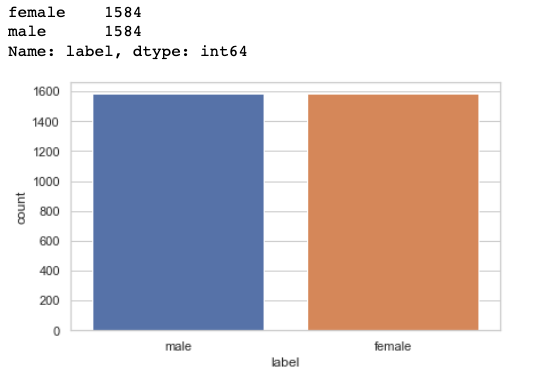 female    1584
male      1584
Name: label, dtype: int64
1600
1400
1200
1000
800
600
400
200
0
count
male female
label